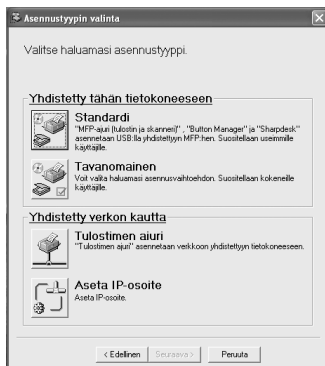 Asennustyypin valinta
Valitse haluamasi asennustyyppi.
Yhdistetty tähän tietokoneeseen
Standardi
"MFP-ajuri (tulostin ja skanneri)" , "Button Manager" ja "Sharpdesk"
asennetaan USB:lla yhdistettyyn MFP:hen. Suositellaan useimmille
käyttäjille.
Tavanomainen
Voit valita haluamasi asennusvaihtoehdon. Suositellaan kokeneille
käyttäjille.
Yhdistetty verkon kautta
Tulostimen aiuri
"Tulostimen ajuri" asennetaan verkkoon yhdistettyyn tietokoneeseen.
Aseta IP-osoite
Aseta IP-osoite.
< Edellinen
Seuraava >
Peruuta